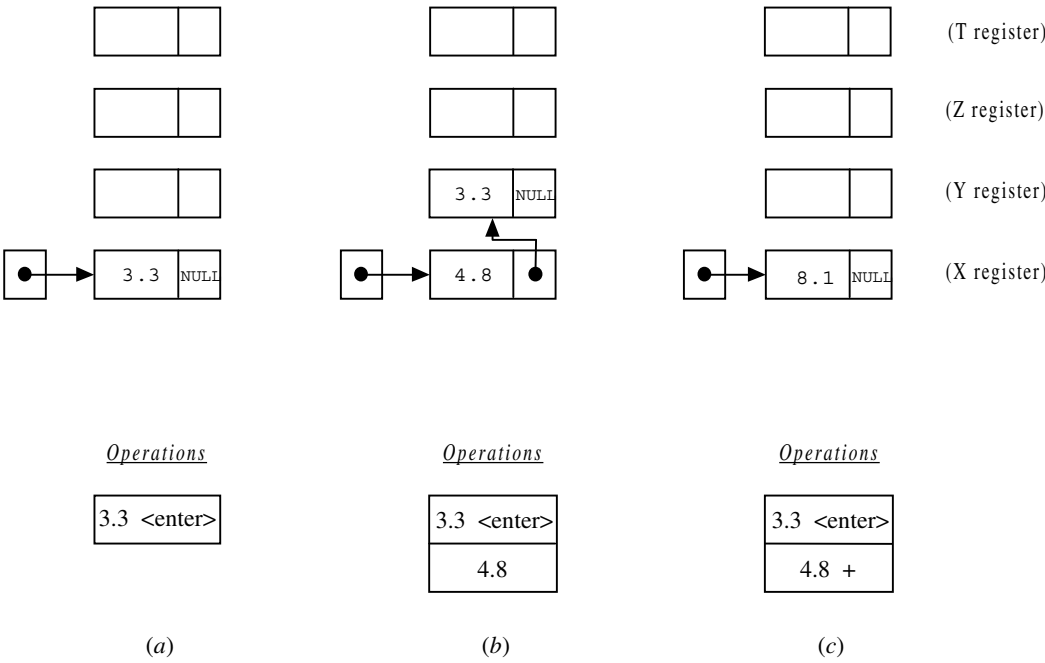 (T register)
(Z register)
3.3 NULL (Y register)
3.3 NULL 4.8 8.1 NULL (X register)
Operations Operations Operations
3.3 <enter> 3.3 <enter> 3.3 <enter>
4.8 4.8 +
(a) (b) (c)